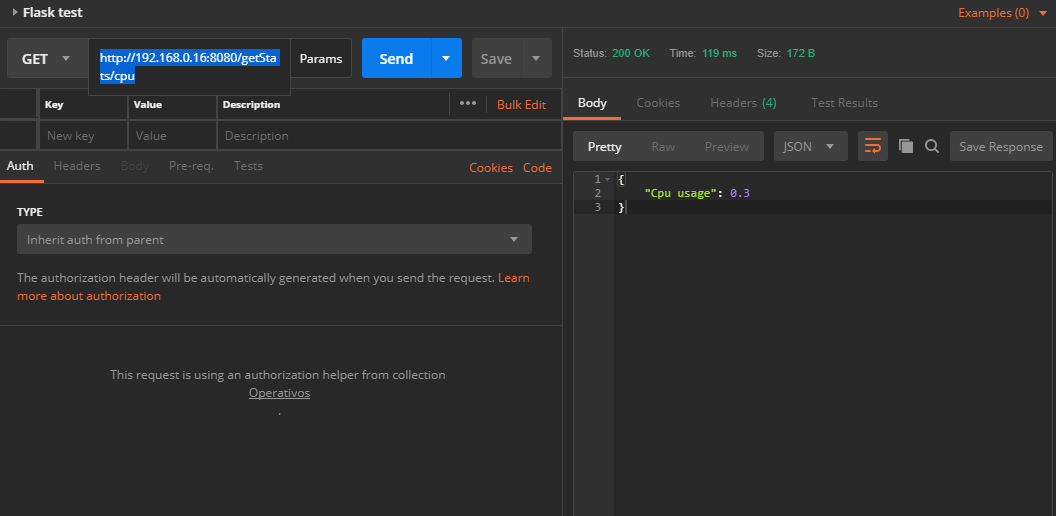 Flask test
Examples (0)
GET
http://192.168.0.16:8080/getSta
ts/cpu
Params
Send
Save
Status: 200 OK Time: 119 ms Size: 172 B
Key Value Description ••• Bulk Edit
New key Value Description
Auth Headers Body Pre-req. Tests Cookies Code
TYPE
Inherit auth from parent
The authorization header will be automatically generated when you send the request. Learn
more about authorization
This request is using an authorization helper from collection
Operativos
.
Body Cookies Headers (4) Test Results
Pretty Raw Preview JSON Save Response
1 {
2 "Cpu usage": 0.3
3 }